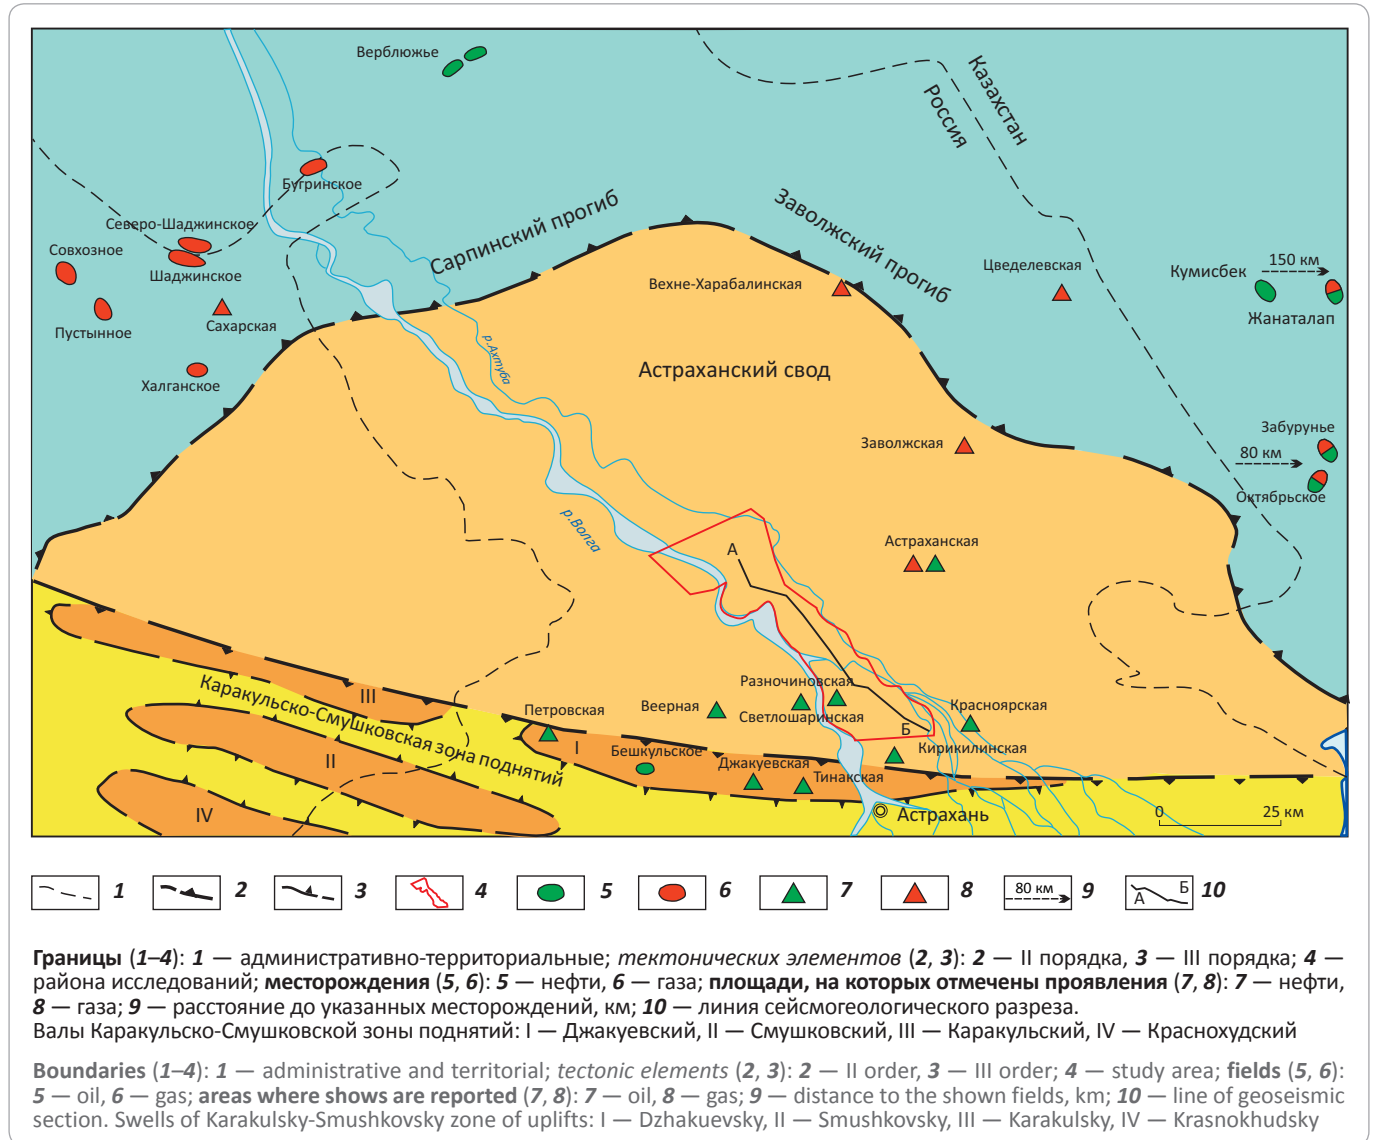 Верблюжье
Казахстан
Россия
Бугринское
Северо-Шаджинское
Совхозное
Шаджинское
Пустынное
Сахарская
Халганское
Сарпинский прогиб
Заволжский прогиб
Вехне-Харабалинская
Цведелевская
Кумисбек
150 км
Жанаталап
р.Ахтуба
Астраханский свод
Заволжская
Забурунье
80 км
Октябрьское
р.Волга
А
Астраханская
Каракульско-Смушковская зона поднятий
III
II
IV
I
Петровская
Веерная
Разночиновская
Светлошаринская
Б
Красноярская
Кирикилинская
Бешкульское
Джакуевская
Тинакская
Астрахань
0 25 км
1 2 3 4 5 6 7 8 80 км 9 А Б 10
Границы (1–4): 1 — административно-территориальные; тектонических элементов (2, 3): 2 — II порядка, 3 — III порядка; 4 —
района исследований; месторождения (5, 6): 5 — нефти, 6 — газа; площади, на которых отмечены проявления (7, 8): 7 — нефти,
8 — газа; 9 — расстояние до указанных месторождений, км; 10 — линия сейсмогеологического разреза.
Валы Каракульско-Смушковской зоны поднятий: I — Джакуевский, II — Смушковский, III — Каракульский, IV — Краснохудский
Boundaries (1–4): 1 — administrative and territorial; tectonic elements (2, 3): 2 — II order, 3 — III order; 4 — study area; fields (5, 6):
5 — oil, 6 — gas; areas where shows are reported (7, 8): 7 — oil, 8 — gas; 9 — distance to the shown fields, km; 10 — line of geoseismic
section. Swells of Karakulsky-Smushkovsky zone of uplifts: I — Dzhakuevsky, II — Smushkovsky, III — Karakulsky, IV — Krasnokhudsky